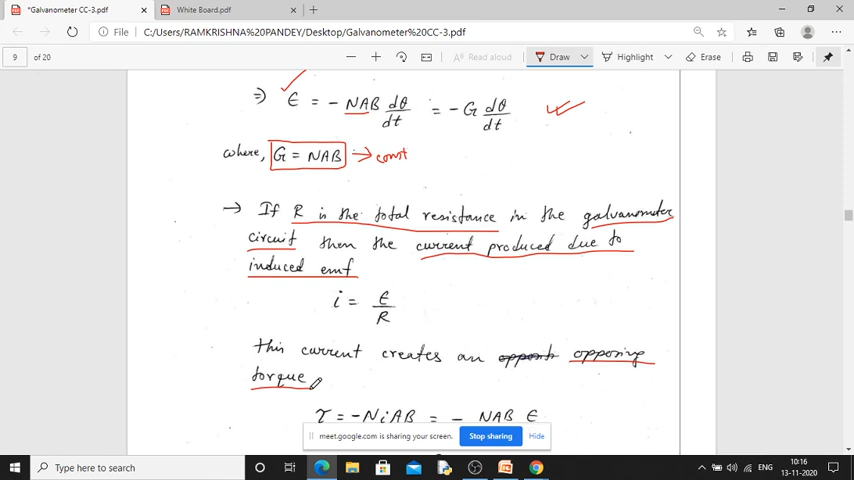 *Galvanometer CC-3.pdf
White Board.pdf
C:/Users/RAMKRISHNA%20PANDEY/Desktop/Galvanometer%20CC-3.pdf
9 of 20
Read aloud
Draw
Highlight
Erase
⇒ ε = - NAB dθ/dt = - G dθ/dt
where, G = NAB → const
→ If R is the total resistance in the galvanometer
circuit then the current produced due to
induced emf
i = ε/R
This current creates an opposing
torque
τ = -NiAB = - NAB ε
meet.google.com is sharing your screen.
Stop sharing
Hide
Type here to search
ENG
10:16
13-11-2020